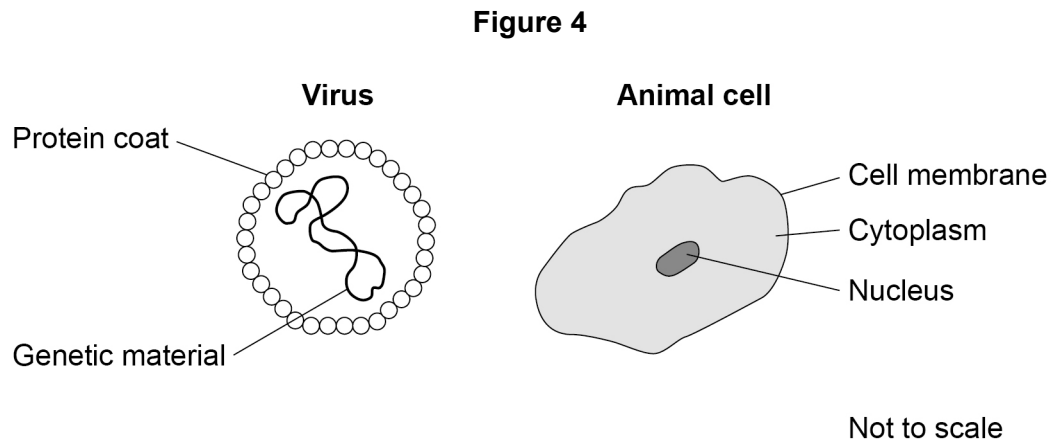 Figure 4
Virus
Animal cell
Protein coat
Genetic material
Cell membrane
Cytoplasm
Nucleus
Not to scale